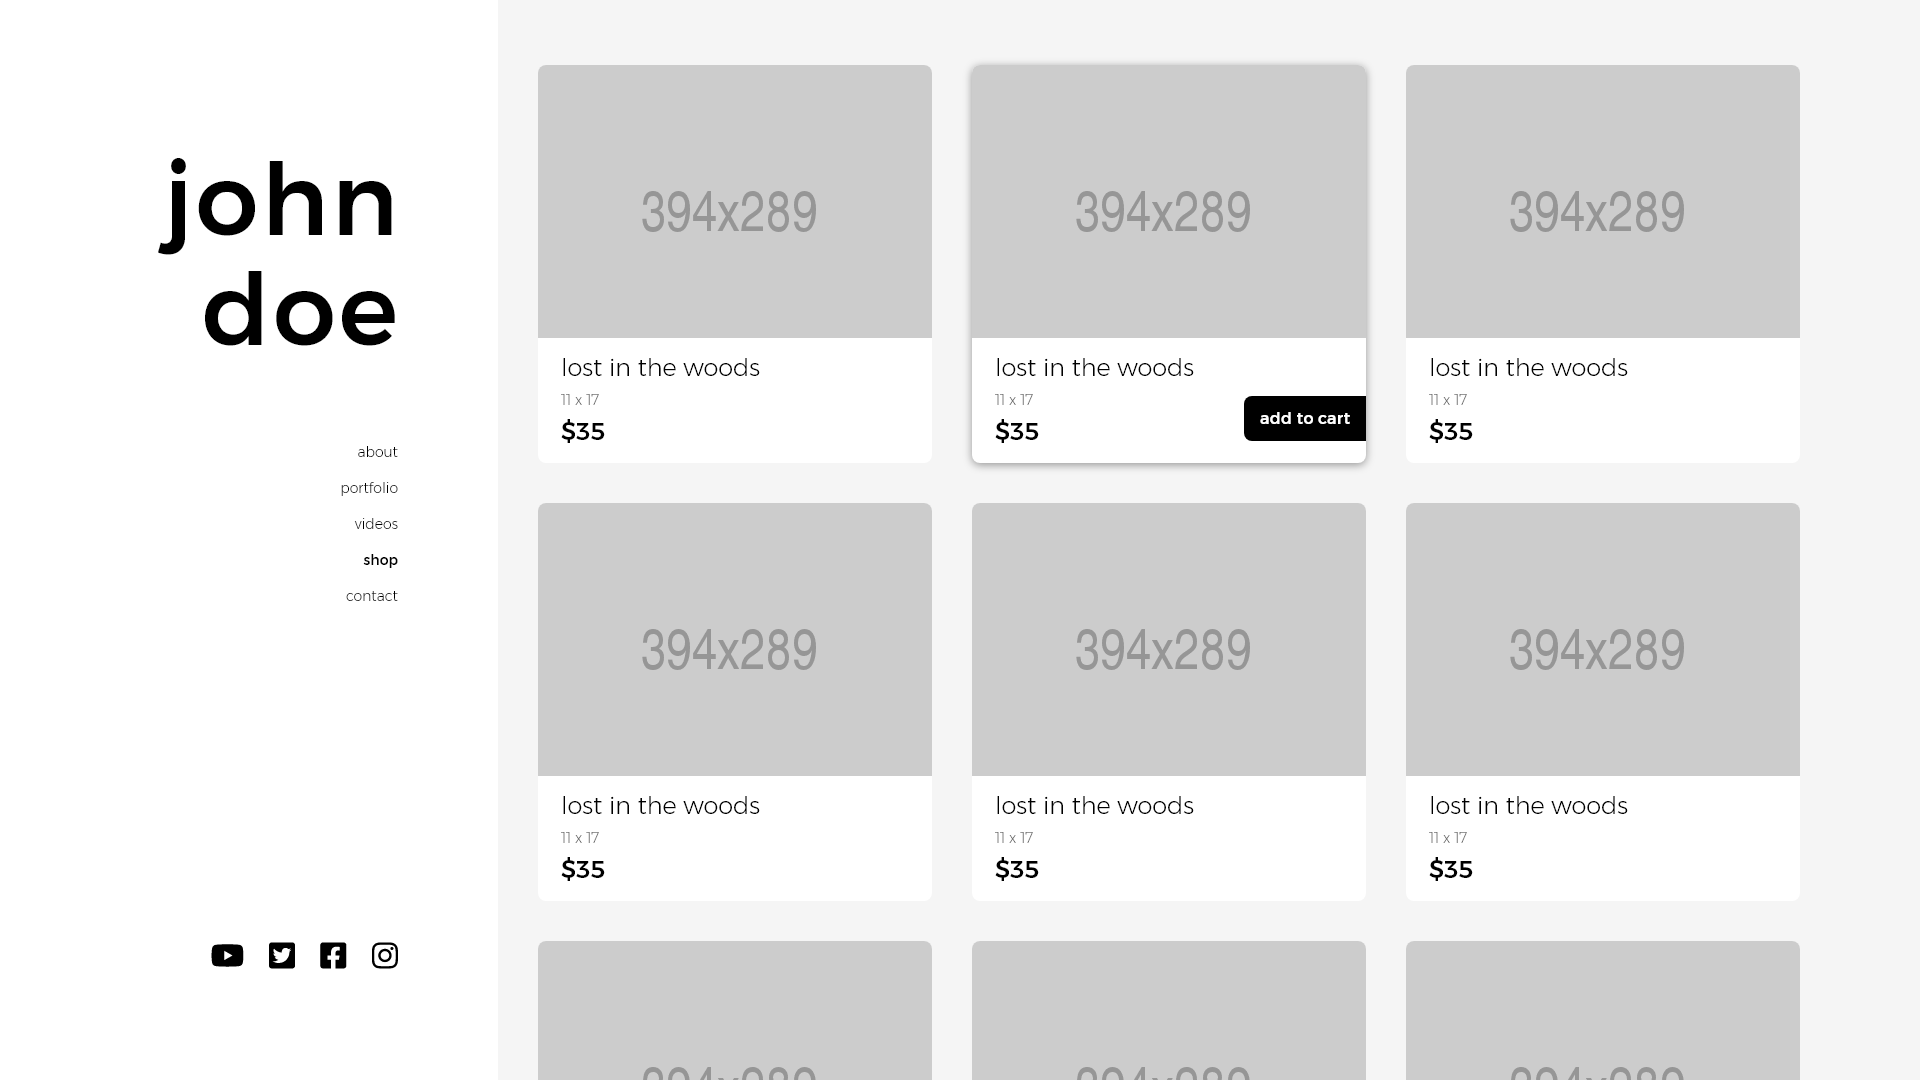 john
doe
about
portfolio
videos
shop
contact
394x289
394x289
394x289
lost in the woods
11 x 17
$35
lost in the woods
11 x 17
$35
add to cart
lost in the woods
11 x 17
$35
394x289
394x289
394x289
lost in the woods
11 x 17
$35
lost in the woods
11 x 17
$35
lost in the woods
11 x 17
$35
394x289
394x289
394x289